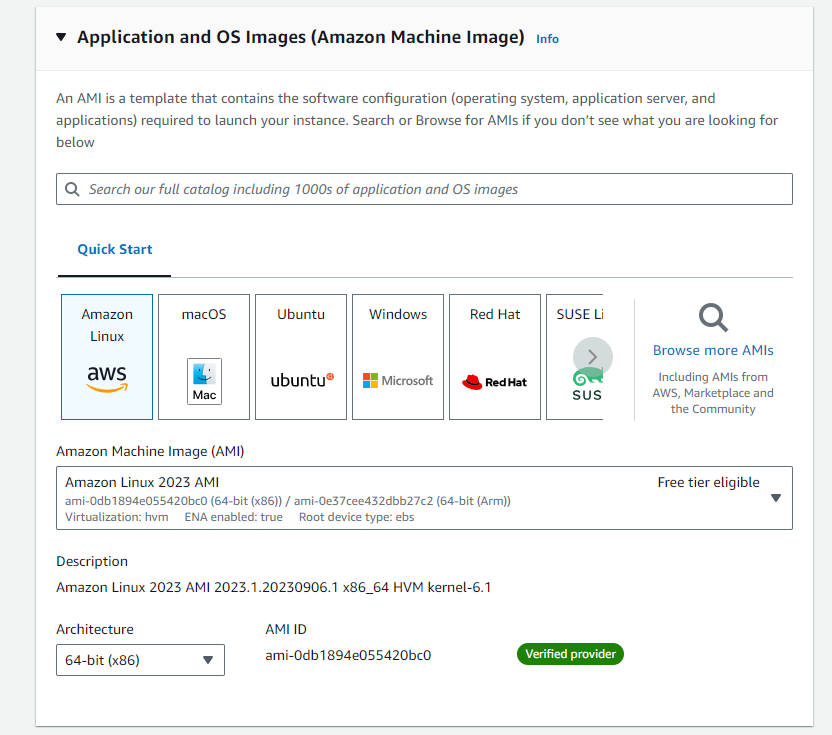 Application and OS Images (Amazon Machine Image) Info
An AMI is a template that contains the software configuration (operating system, application server, and
applications) required to launch your instance. Search or Browse for AMIs if you don’t see what you are looking for
below
Search our full catalog including 1000s of application and OS images
Quick Start
Amazon
Linux
aws
macOS
Mac
Ubuntu
ubuntu
Windows
Microsoft
Red Hat
Red Hat
SUSE Li
SUS
Browse more AMIs
Including AMIs from
AWS, Marketplace and
the Community
Amazon Machine Image (AMI)
Amazon Linux 2023 AMI
Free tier eligible
ami-0db1894e055420bc0 (64-bit (x86)) / ami-0e37cee432dbb27c2 (64-bit (Arm))
Virtualization: hvm ENA enabled: true Root device type: ebs
Description
Amazon Linux 2023 AMI 2023.1.20230906.1 x86_64 HVM kernel-6.1
Architecture
64-bit (x86)
AMI ID
ami-0db1894e055420bc0
Verified provider